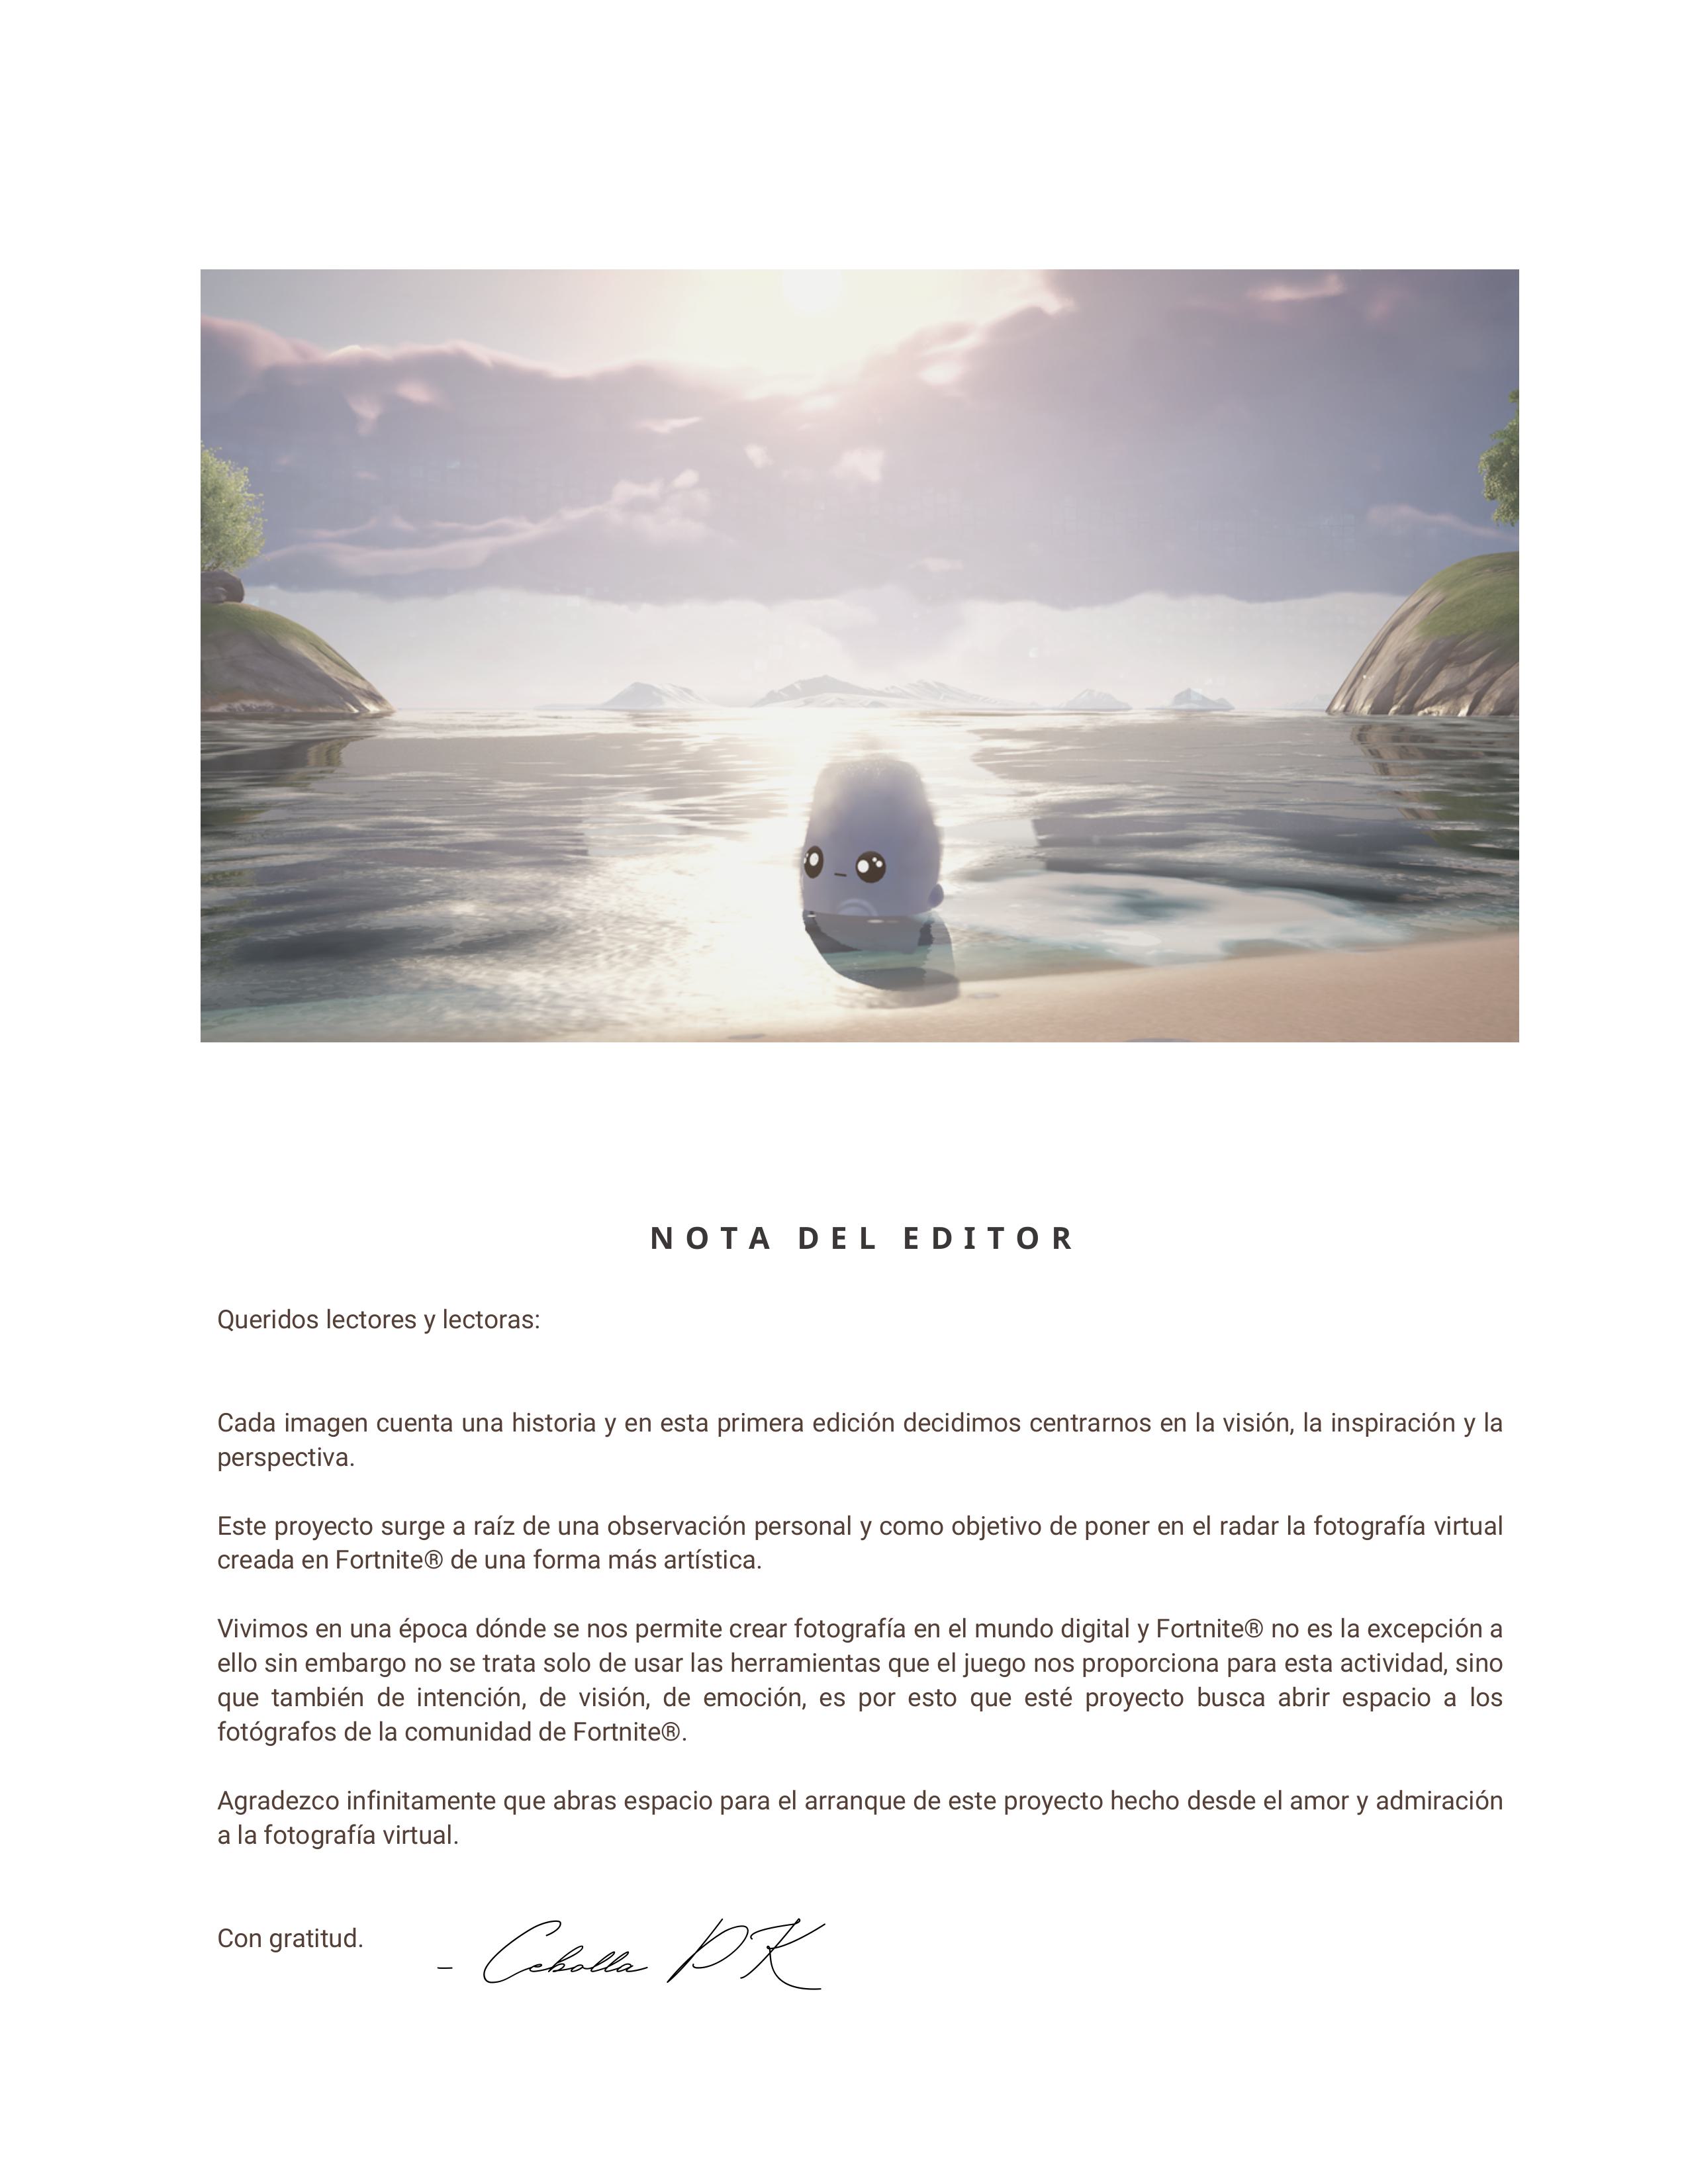 NOTA DEL EDITOR
Queridos lectores y lectoras:
Cada imagen cuenta una historia y en esta primera edición decidimos centrarnos en la visión, la inspiración y la
perspectiva.
Este proyecto surge a raíz de una observación personal y como objetivo de poner en el radar la fotografía virtual
creada en Fortnite® de una forma más artística.
Vivimos en una época dónde se nos permite crear fotografía en el mundo digital y Fortnite® no es la excepción a
ello sin embargo no se trata solo de usar las herramientas que el juego nos proporciona para esta actividad, sino
que también de intención, de visión, de emoción, es por esto que esté proyecto busca abrir espacio a los
fotógrafos de la comunidad de Fortnite®.
Agradezco infinitamente que abras espacio para el arranque de este proyecto hecho desde el amor y admiración
a la fotografía virtual.
Con gratitud.
- Cebolla PK